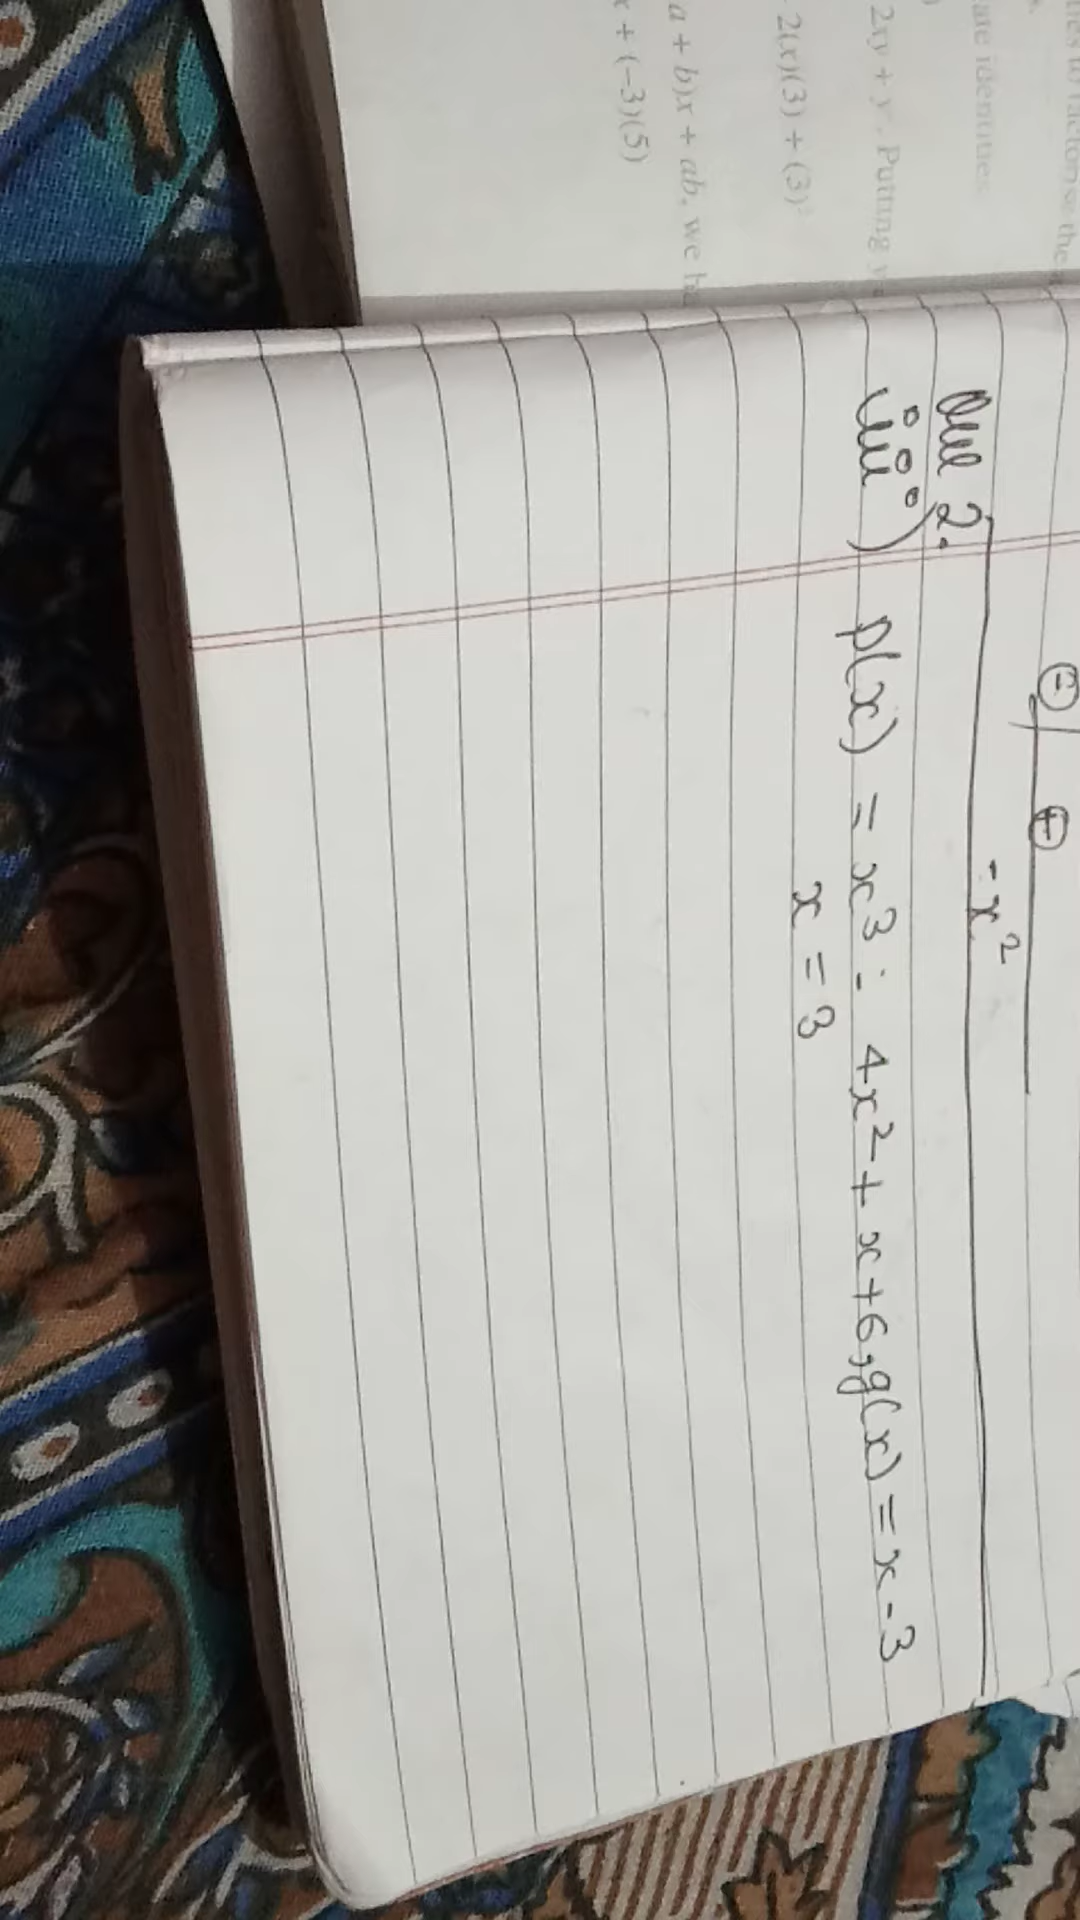 are identities
2xy + y². Putting
2(x)(3) + (3)²
a + b)x + ab, we
x + (-3)(5)
⊖ ⊕
- x²
Que 2.
iii) p(x) = x³ - 4x² + x + 6, g(x) = x - 3
x = 3